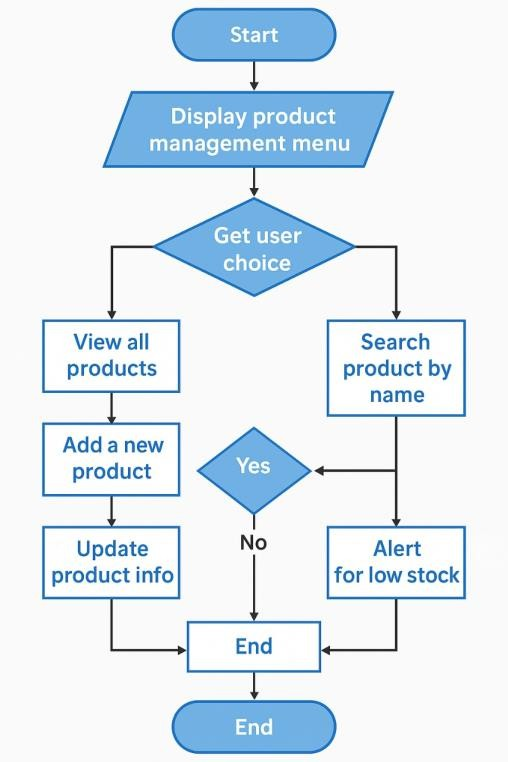 Start
Display product
management menu
Get user
choice
View all
products
Search
product by
name
Add a new
product
Yes
Update
product info
No
Alert
for low stock
End
End